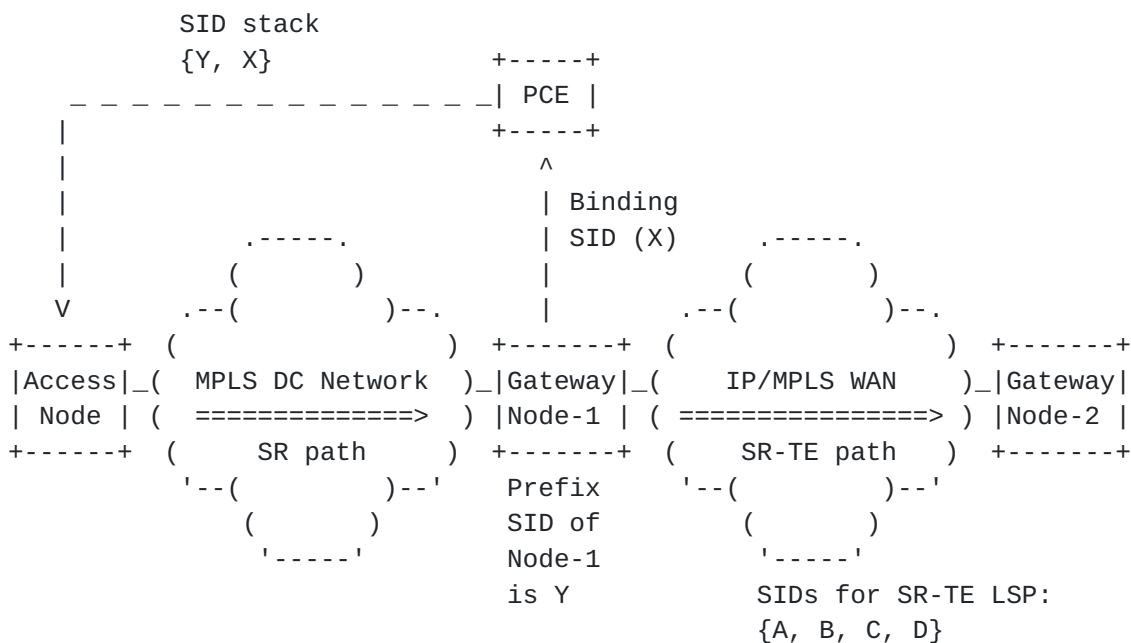 SID stack
{Y, X} +-----+
_ _ _ _ _ _ _ _ _ _ _ _ _ _| PCE |
| +-----+
| ^
| | Binding
| .-----. | SID (X) .-----.
| ( ) | ( )
V .--( )--. | .--( )--.
+------+ ( ) +-------+ ( ) +-------+
|Access|_( MPLS DC Network )_|Gateway|_( IP/MPLS WAN )_|Gateway|
| Node | ( ==============> ) |Node-1 | ( ================> ) |Node-2 |
+------+ ( SR path ) +-------+ ( SR-TE path ) +-------+
'--( )--' Prefix '--( )--'
( ) SID of ( )
'-----' Node-1 '-----'
is Y SIDs for SR-TE LSP:
{A, B, C, D}